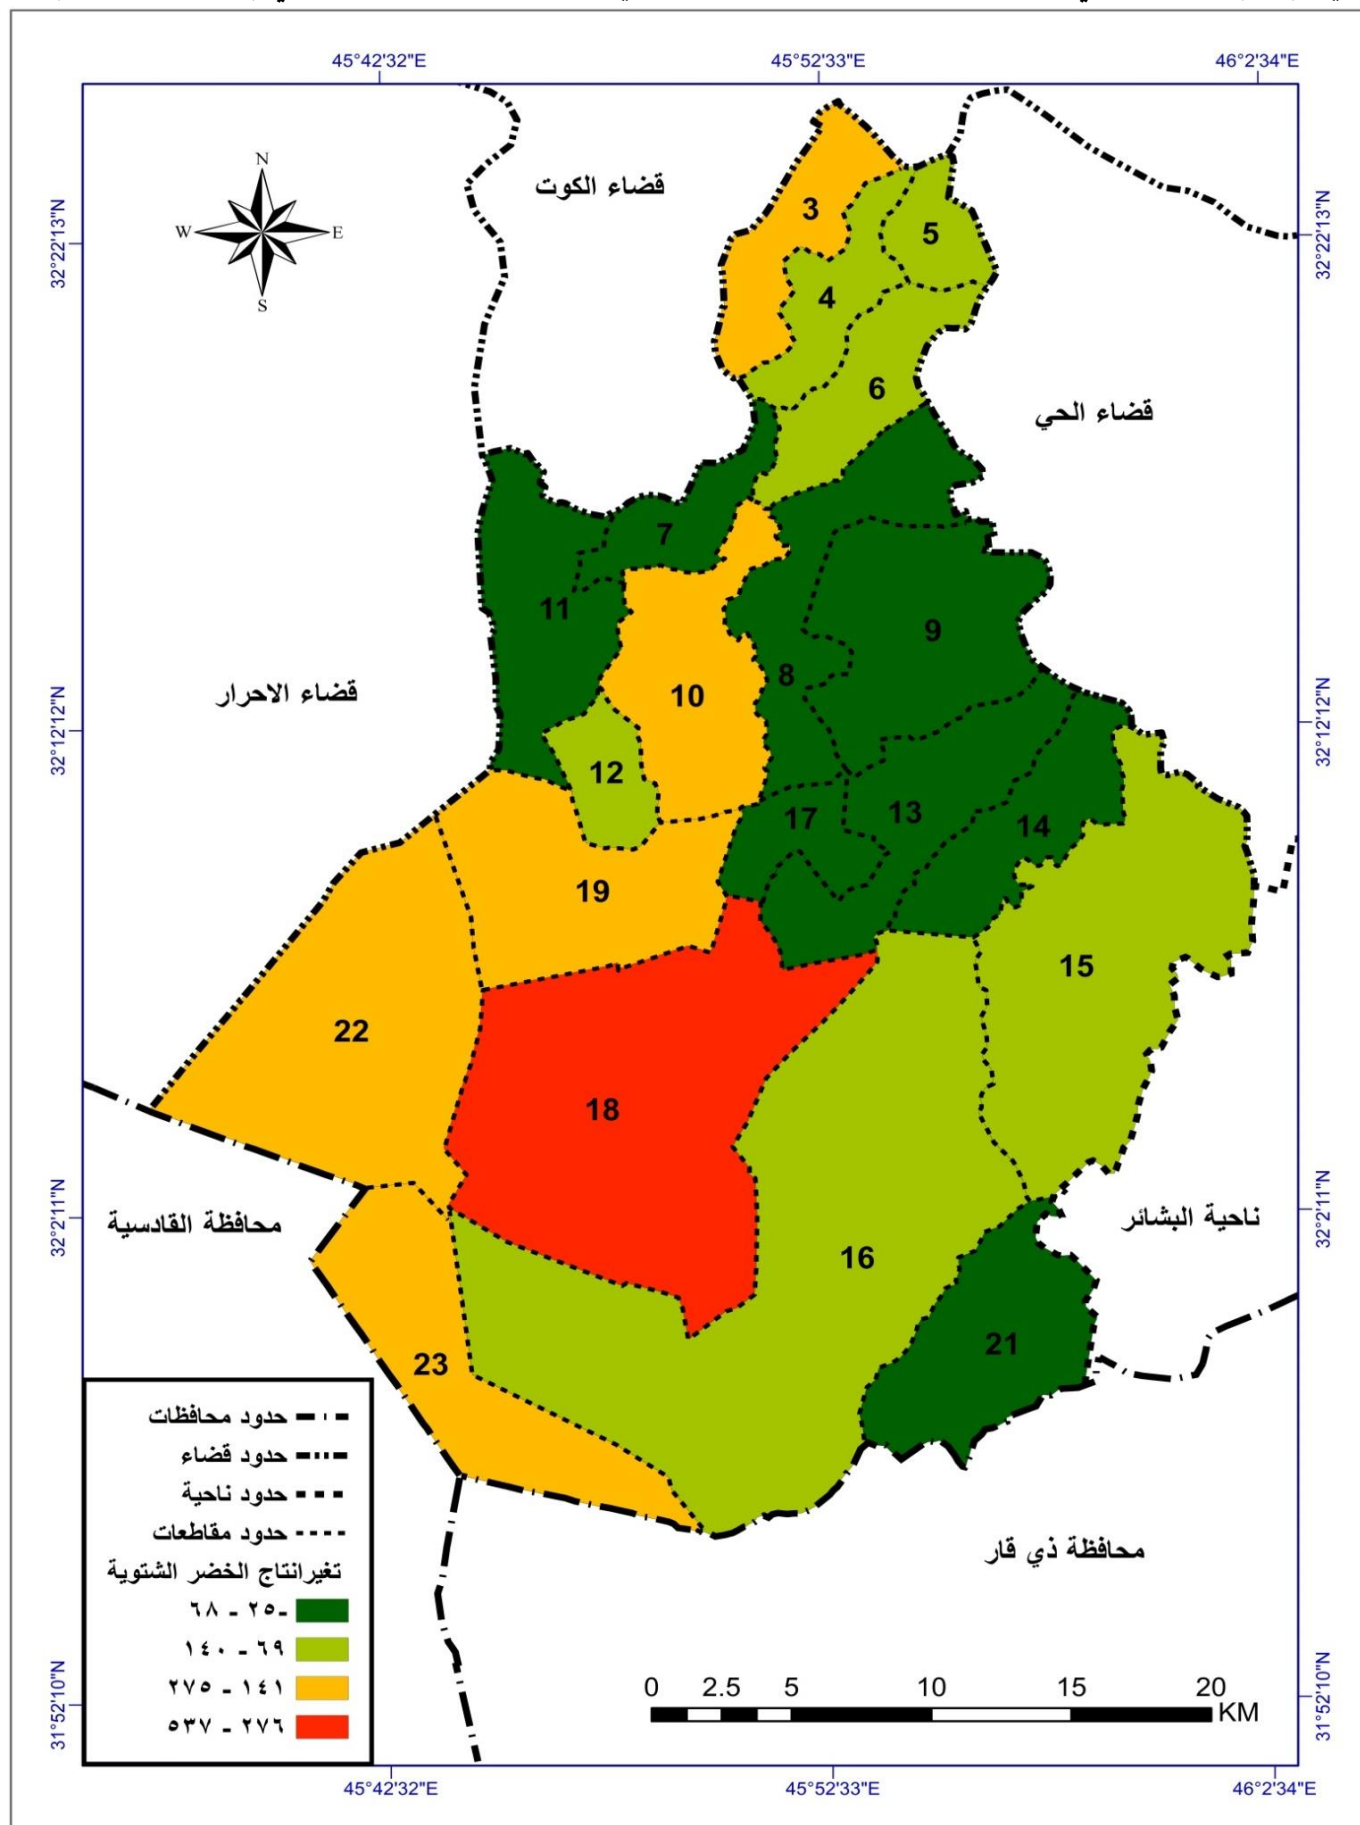 45°42'32"E
45°52'33"E
46°2'34"E
N
W
E
S
قضاء الكوت
3
5
32°22'13"N
32°22'13"N
4
6
قضاء الحي
7
11
9
8
10
قضاء الاحرار
32°12'12"N
32°12'12"N
12
17
13
14
19
15
22
18
32°2'11"N
32°2'11"N
محافظة القادسية
ناحية البشائر
16
21
23
حدود محافظات
حدود قضاء
حدود ناحية
حدود مقاطعات
تغيرانتاج الخضر الشتوية
-٢٥ - ٦٨
٦٩ - ١٤٠
١٤١ - ٢٧٥
٢٧٦ - ٥٣٧
محافظة ذي قار
0 2.5 5 10 15 20
KM
31°52'10"N
31°52'10"N
45°42'32"E
45°52'33"E
46°2'34"E